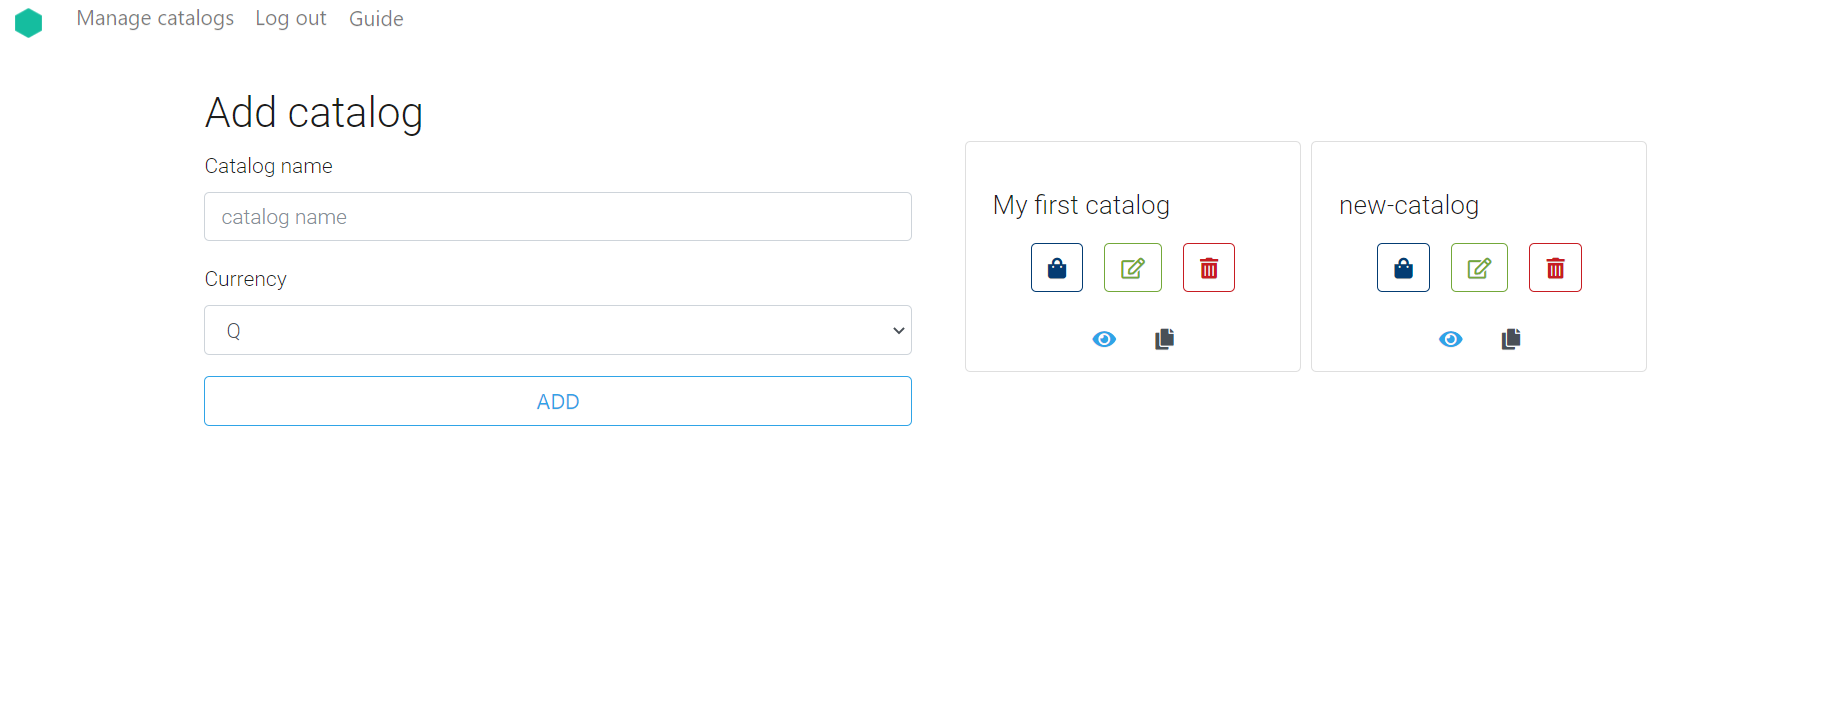 Manage catalogs Log out Guide
Add catalog
Catalog name
catalog name
Currency
Q
ADD
My first catalog
new-catalog